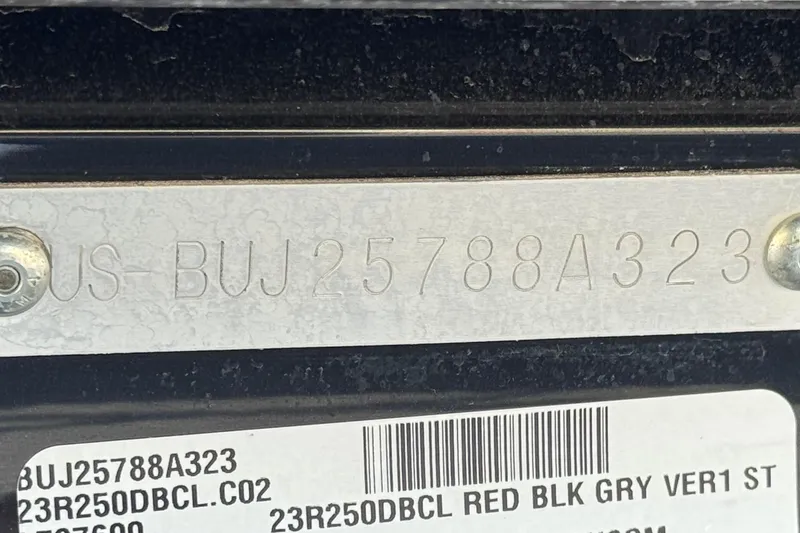 US-BUJ25788A323
BUJ25788A323
23R250DBCL.C02
23R250DBCL RED BLK GRY VER1 ST